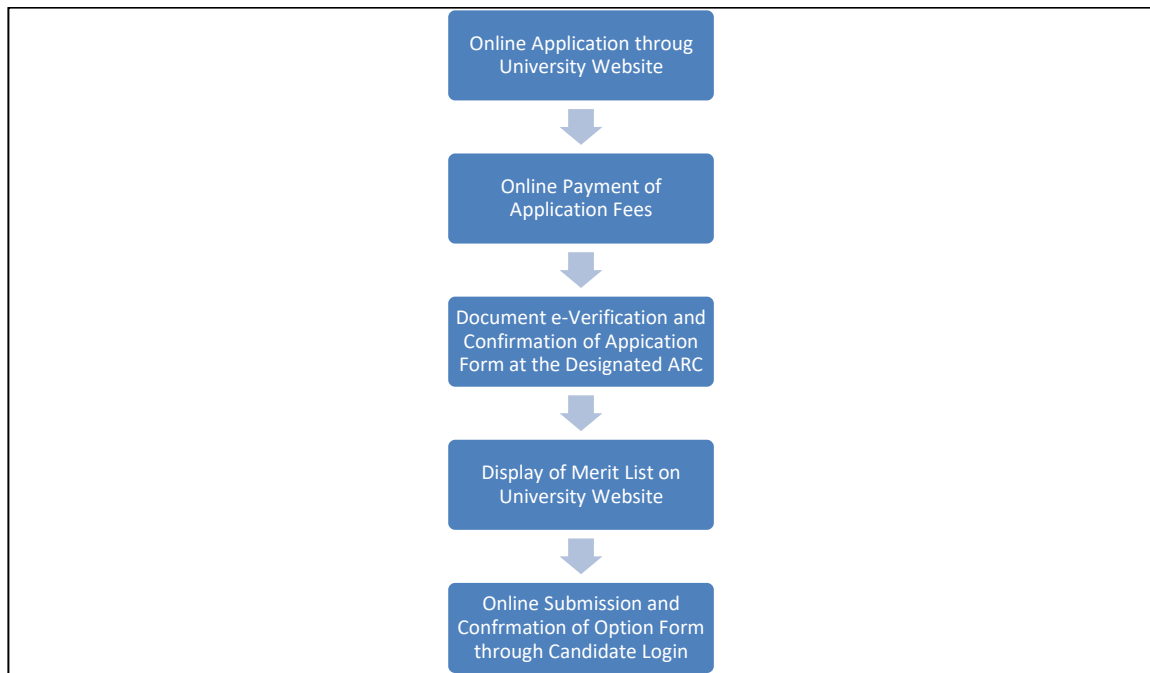 Online Application throug
University Website
Online Payment of
Application Fees
Document e-Verification and
Confirmation of Appication
Form at the Designated ARC
Display of Merit List on
University Website
Online Submission and
Confrmation of Option Form
through Candidate Login